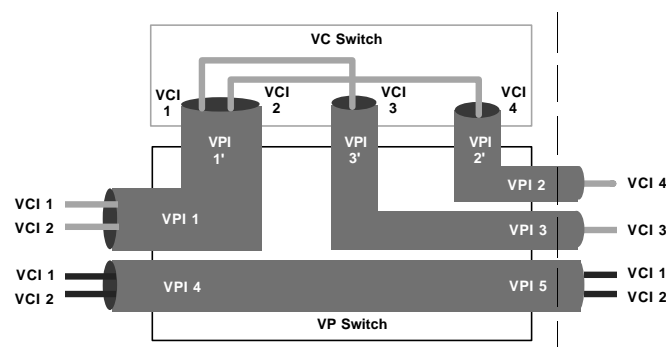 VC Switch
VCI 1
VCI 2
VCI 3
VCI 4
VPI 1'
VPI 3'
VPI 2'
VCI 1
VCI 2
VPI 1
VPI 2
VCI 4
VPI 3
VCI 3
VCI 1
VCI 2
VPI 4
VPI 5
VCI 1
VCI 2
VP Switch